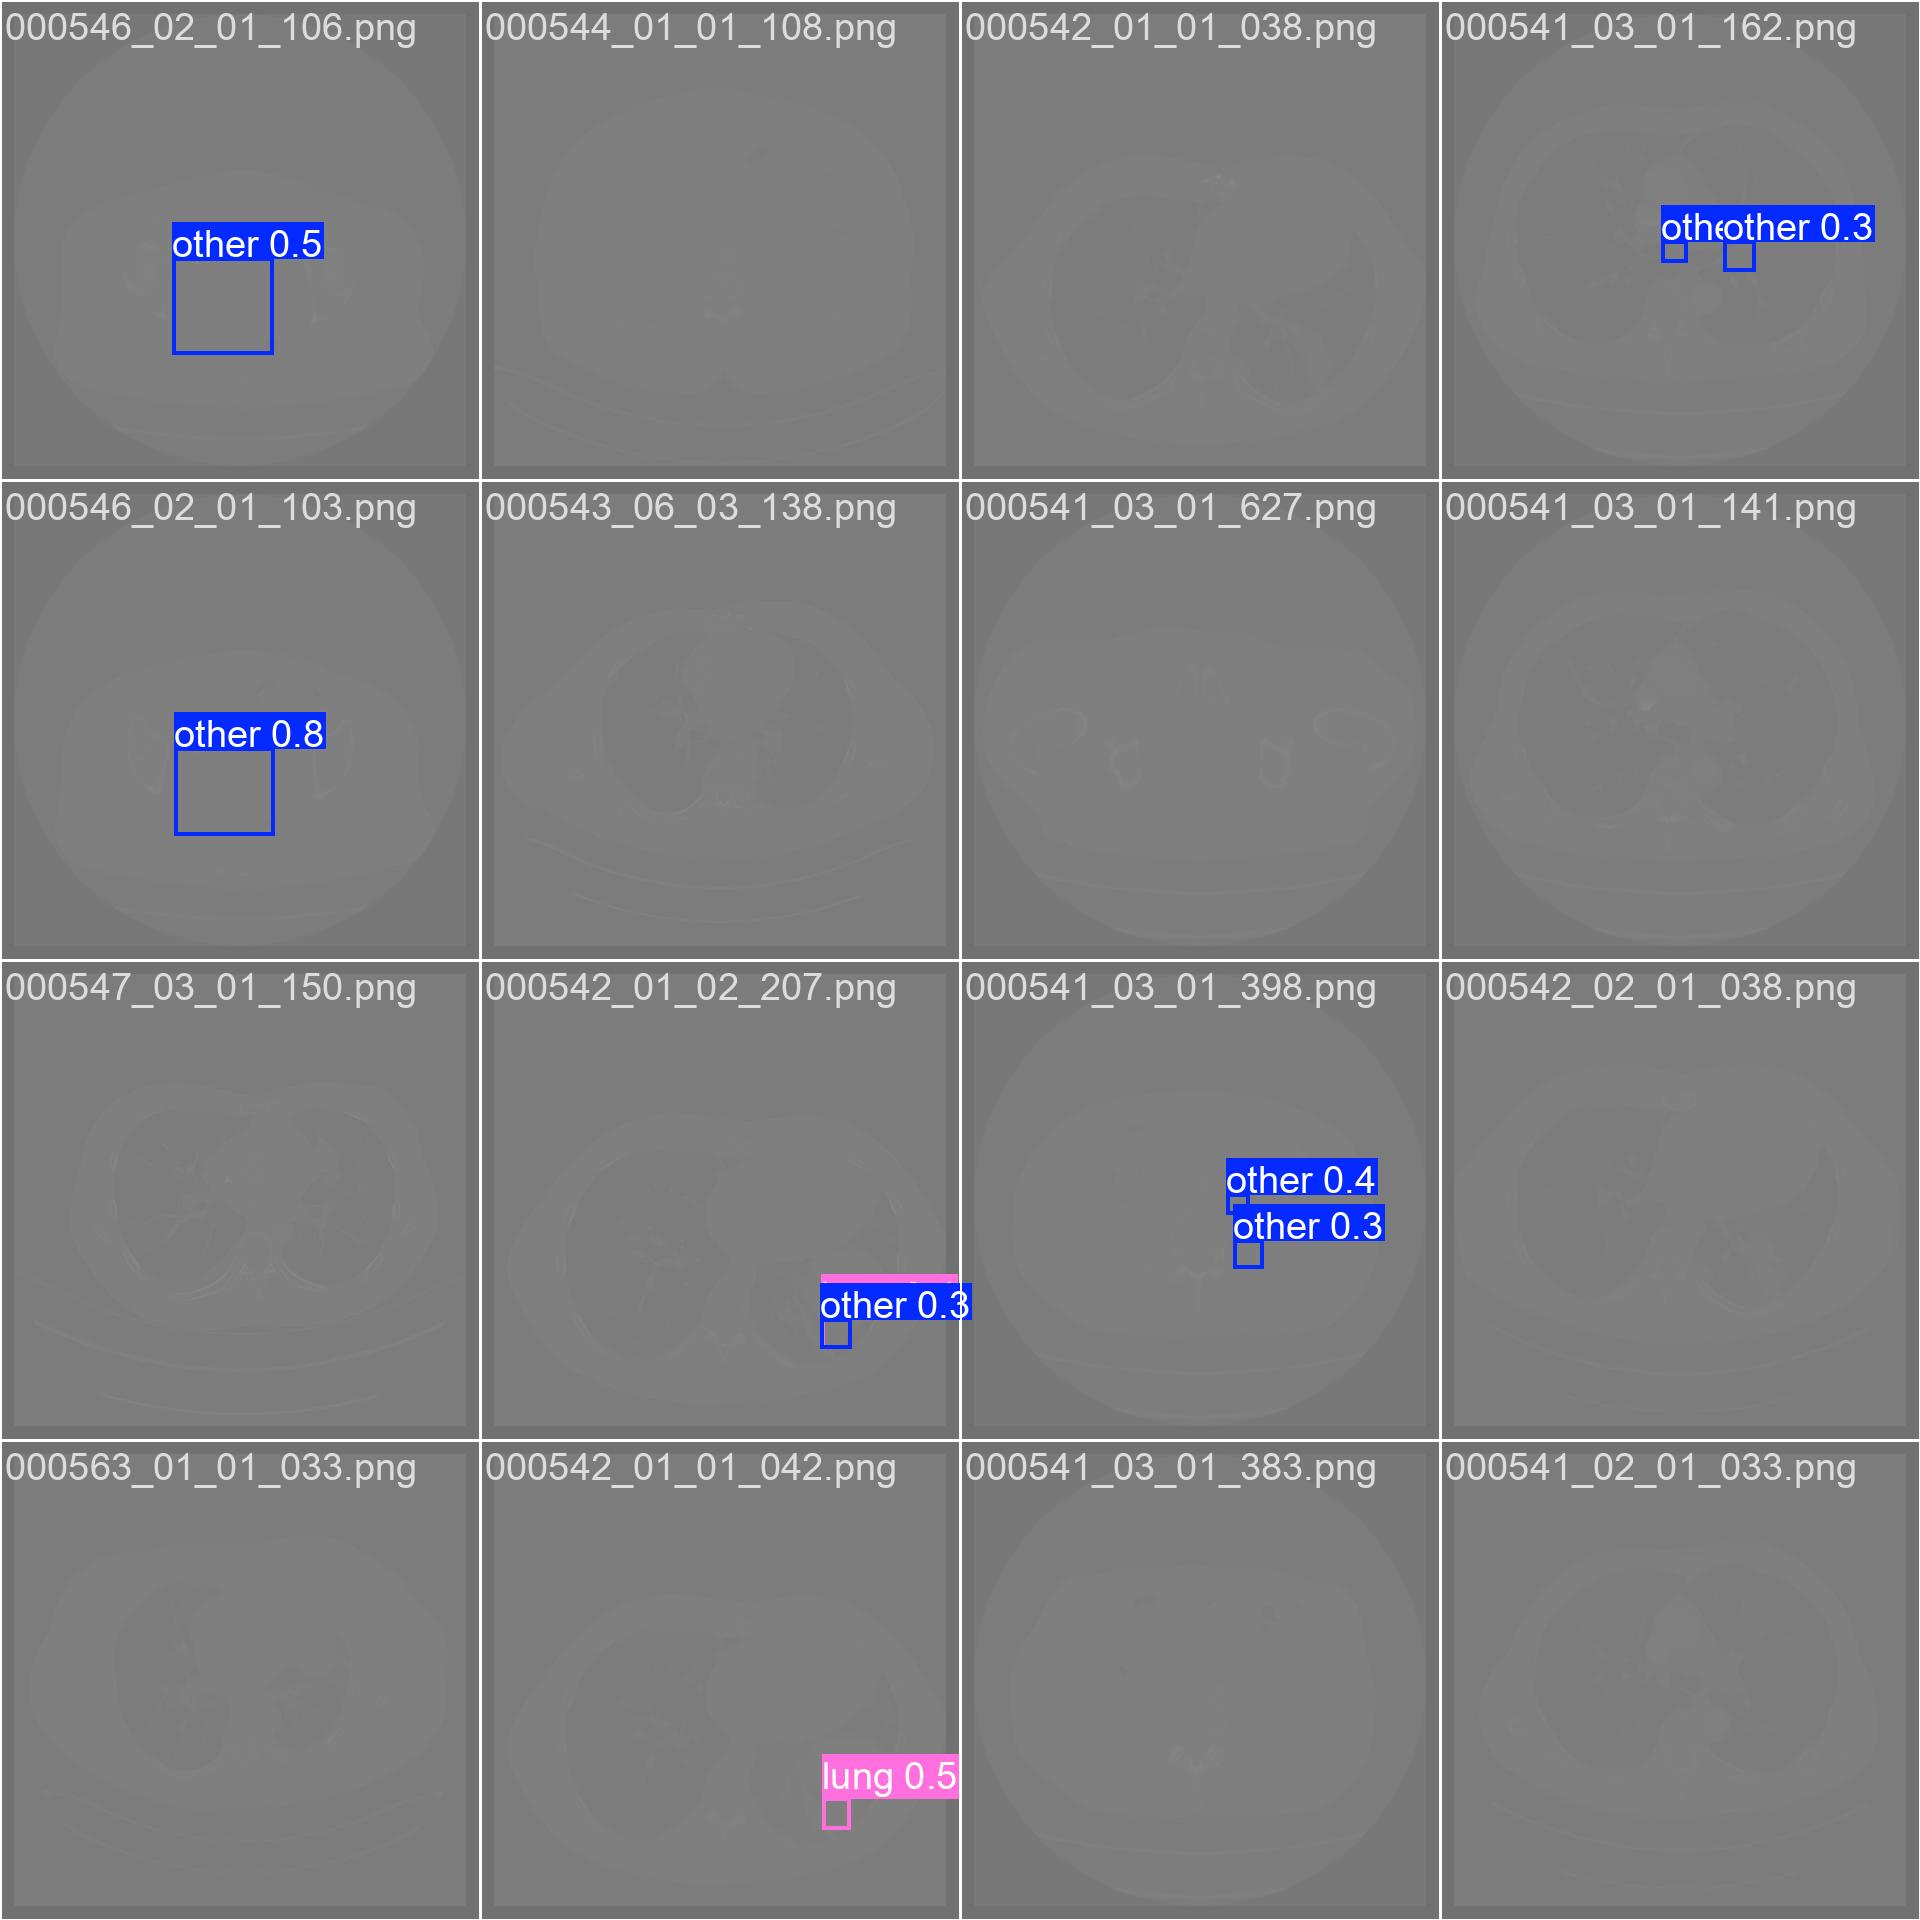 000546_02_01_106.png
000544_01_01_108.png
000542_01_01_038.png
000541_03_01_162.png
other 0.5
other 0.3
000546_02_01_103.png
000543_06_03_138.png
000541_03_01_627.png
000541_03_01_141.png
other 0.8
000547_03_01_150.png
000542_01_02_207.png
000541_03_01_398.png
000542_02_01_038.png
other 0.3
other 0.4
other 0.3
000563_01_01_033.png
000542_01_01_042.png
000541_03_01_383.png
000541_02_01_033.png
lung 0.5